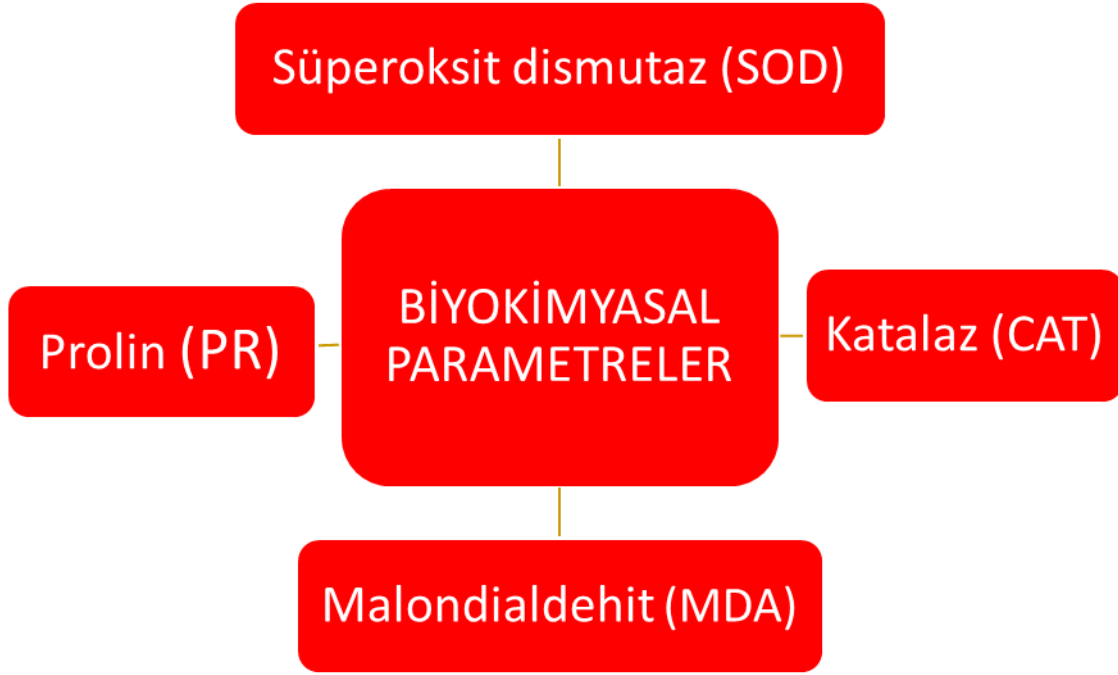 Süperoksit dismutaz (SOD)
Prolin (PR)
BİYOKİMYASAL
PARAMETRELER
Katalaz (CAT)
Malondialdehit (MDA)